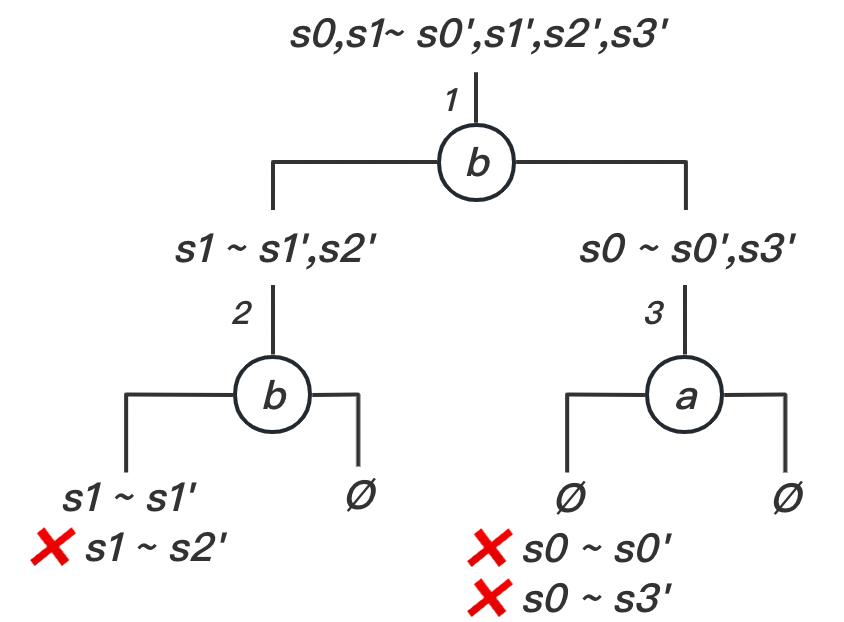 s0,s1~ s0',s1',s2',s3'
1
b
s1 ~ s1',s2'
s0 ~ s0',s3'
2
3
b
a
s1 ~ s1'
Ø
Ø
Ø
❌ s1 ~ s2'
❌ s0 ~ s0'
❌ s0 ~ s3'